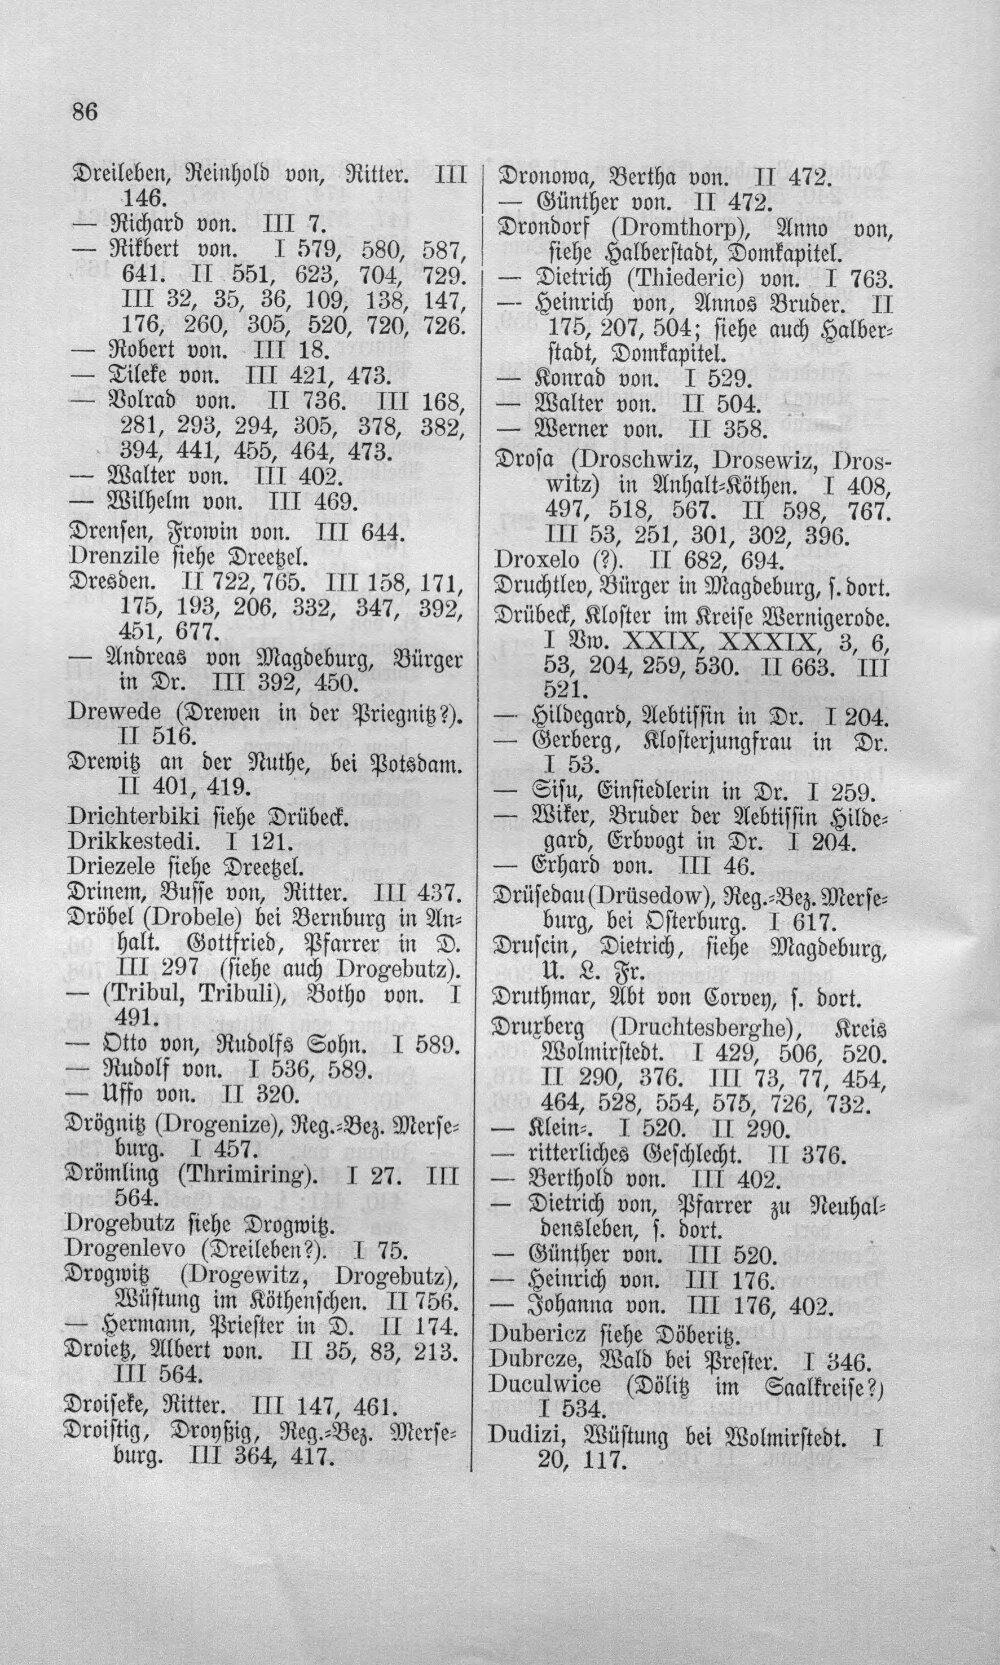 86
Dreileben, Reinhold von, Ritter. III
146.
— Richard von. III 7.
— Rikbert von. I 579, 580, 587,
641. II 551, 623, 704, 729.
III 32, 35, 36, 109, 138, 147,
176, 260, 305, 520, 720, 726.
— Robert von. III 18.
— Tileke von. III 421, 473.
— Volrad von. II 736. III 168,
281, 293, 294, 305, 378, 382,
394, 441, 455, 464, 473.
— Walter von. III 402.
— Wilhelm von. III 469.
Drensen, Frowin von. III 644.
Drenzile siehe Dreetzel.
Dresden. II 722, 765. III 158, 171,
175, 193, 206, 332, 347, 392,
451, 677.
— Andreas von Magdeburg, Bürger
in Dr. III 392, 450.
Drewede (Drewen in der Priegnitz?).
II 516.
Drewitz an der Nuthe, bei Potsdam.
II 401, 419.
Drichterbiki siehe Drübeck.
Drikkestedi. I 121.
Driezele siehe Dreetzel.
Drinem, Busse von, Ritter. III 437.
Dröbel (Drobele) bei Bernburg in An-
halt. Gottfried, Pfarrer in D.
III 297 (siehe auch Drogebutz).
— (Tribul, Tribuli), Botho von. I
491.
— Otto von, Rudolfs Sohn. I 589.
— Rudolf von. I 536, 589.
— Uffo von. II 320.
Drögnitz (Drogenize), Reg.-Bez. Merse-
burg. I 457.
Drömling (Thrimiring). I 27. III
564.
Drogebutz siehe Drogwitz.
Drogenlevo (Dreileben?). I 75.
Drogwitz (Drogewitz, Drogebutz),
Wüstung im Köthenschen. II 756.
— Hermann, Priester in D. II 174.
Droietz, Albert von. II 35, 83, 213.
III 564.
Droiseke, Ritter. III 147, 461.
Droistig, Droyßig, Reg.-Bez. Merse-
burg. III 364, 417.
Dronowa, Bertha von. II 472.
— Günther von. II 472.
Drondorf (Dromthorp), Anno von,
siehe Halberstadt, Domkapitel.
— Dietrich (Thiederic) von. I 763.
— Heinrich von, Annos Bruder. II
175, 207, 504; siehe auch Halber-
stadt, Domkapitel.
— Konrad von. I 529.
— Walter von. II 504.
— Werner von. II 358.
Drosa (Droschwiz, Drosewiz, Dros-
witz) in Anhalt-Köthen. I 408,
497, 518, 567. II 598, 767.
III 53, 251, 301, 302, 396.
Droxelo (?). II 682, 694.
Druchtlev, Bürger in Magdeburg, s. dort.
Drübeck, Kloster im Kreise Wernigerode.
I Vw. XXIX, XXXIX, 3, 6,
53, 204, 259, 530. II 663. III
521.
— Hildegard, Aebtissin in Dr. I 204.
— Gerberg, Klosterjungfrau in Dr.
I 53.
— Sisu, Einsiedlerin in Dr. I 259.
— Wiker, Bruder der Aebtissin Hilde-
gard, Erbvogt in Dr. I 204.
— Erhard von. III 46.
Drüsedau (Drüsedow), Reg.-Bez. Merse-
burg, bei Osterburg. I 617.
Druscin, Dietrich, siehe Magdeburg,
U. L. Fr.
Druthmar, Abt von Corvey, s. dort.
Druxberg (Druchtesberghe), Kreis
Wolmirstedt. I 429, 506, 520.
II 290, 376. III 73, 77, 454,
464, 528, 554, 575, 726, 732.
— Klein-. I 520. II 290.
— ritterliches Geschlecht. II 376.
— Berthold von. III 402.
— Dietrich von, Pfarrer zu Neuhal-
densleben, s. dort.
— Günther von. III 520.
— Heinrich von. III 176.
— Johanna von. III 176, 402.
Dubericz siehe Döberitz.
Dubrcze, Wald bei Prester. I 346.
Duculwice (Dölitz im Saalkreise?)
I 534.
Dudizi, Wüstung bei Wolmirstedt. I
20, 117.